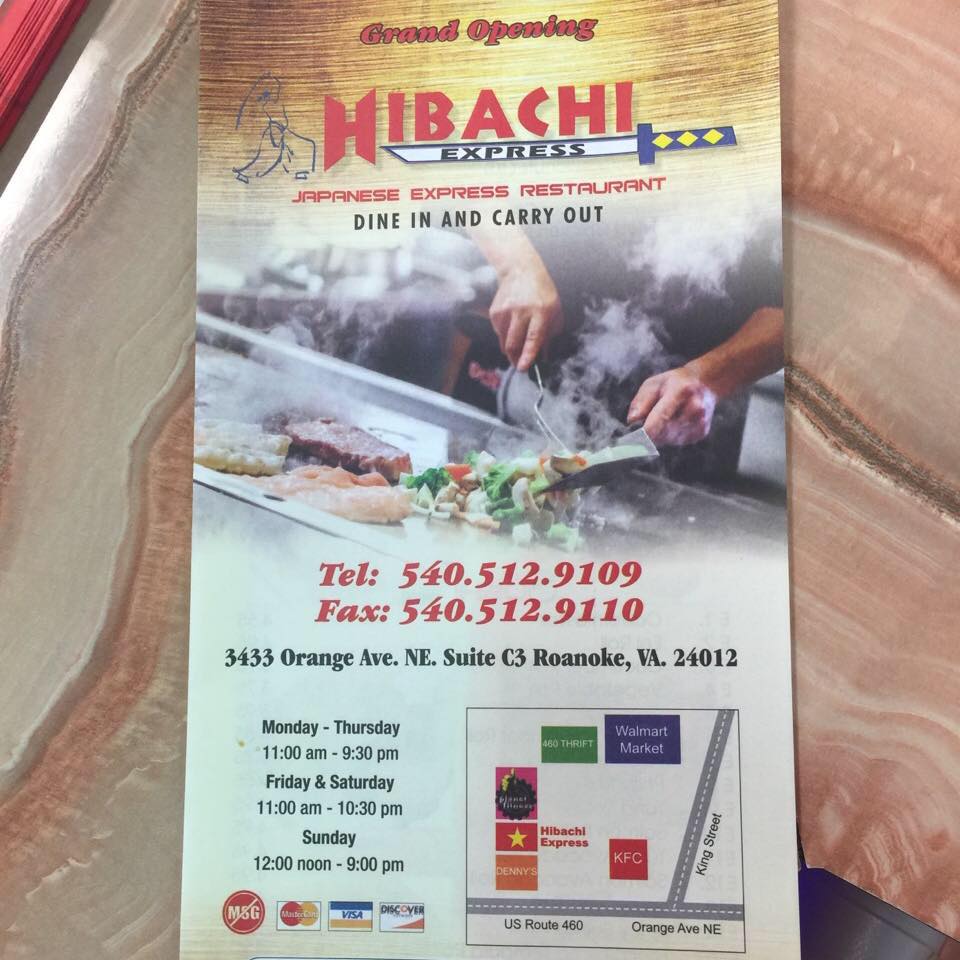 Grand Opening
HIBACHI
EXPRESS
JAPANESE EXPRESS RESTAURANT
DINE IN AND CARRY OUT
Tel: 540.512.9109
Fax: 540.512.9110
3433 Orange Ave. NE. Suite C3 Roanoke, VA. 24012
Monday - Thursday
11:00 am - 9:30 pm
Friday & Saturday
11:00 am - 10:30 pm
Sunday
12:00 noon - 9:00 pm
MSG
MasterCard
VISA
DISCOVER
460 THRIFT
Walmart
Market
planet
fitness
Hibachi
Express
DENNY'S
KFC
King Street
US Route 460
Orange Ave NE